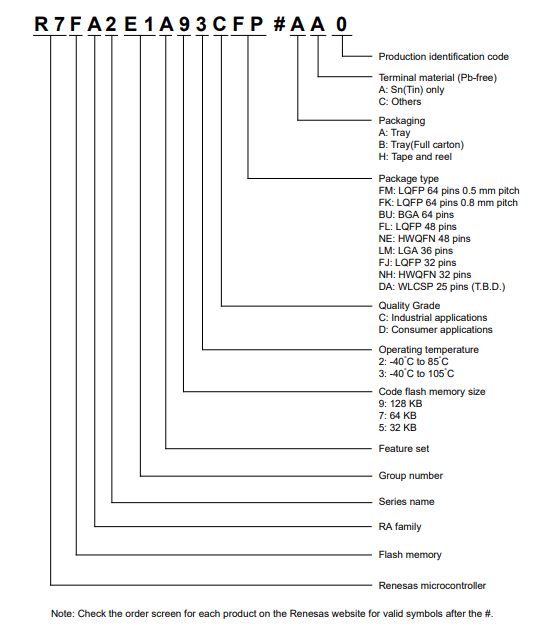 R7FA2E1A93CFP#AA0
Production identification code
Terminal material (Pb-free)
A: Sn(Tin) only
C: Others
Packaging
A: Tray
B: Tray(Full carton)
H: Tape and reel
Package type
FM: LQFP 64 pins 0.5 mm pitch
FK: LQFP 64 pins 0.8 mm pitch
BU: BGA 64 pins
FL: LQFP 48 pins
NE: HWQFN 48 pins
LM: LGA 36 pins
FJ: LQFP 32 pins
NH: HWQFN 32 pins
DA: WLCSP 25 pins (T.B.D.)
Quality Grade
C: Industrial applications
D: Consumer applications
Operating temperature
2: -40°C to 85°C
3: -40°C to 105°C
Code flash memory size
9: 128 KB
7: 64 KB
5: 32 KB
Feature set
Group number
Series name
RA family
Flash memory
Renesas microcontroller
Note: Check the order screen for each product on the Renesas website for valid symbols after the #.